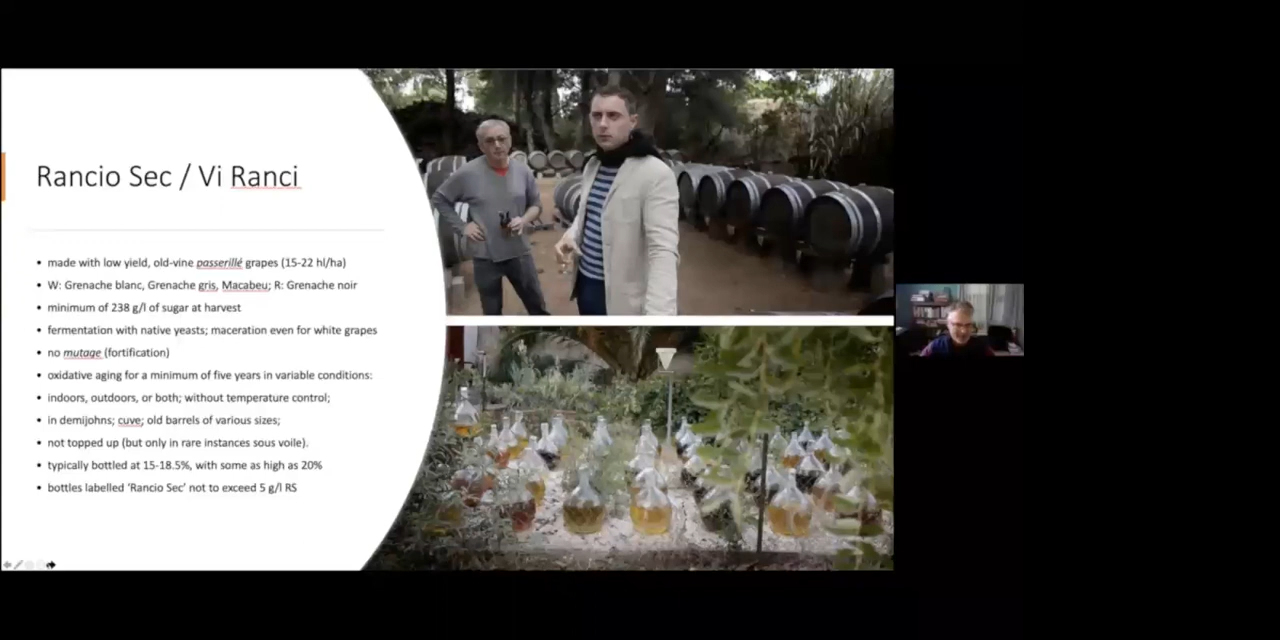 Rancio Sec / Vi Ranci
• made with low yield, old-vine passerillé grapes (15-22 hl/ha)
• W: Grenache blanc, Grenache gris, Macabeu; R: Grenache noir
• minimum of 238 g/l of sugar at harvest
• fermentation with native yeasts; maceration even for white grapes
• no mutage (fortification)
• oxidative aging for a minimum of five years in variable conditions:
• indoors, outdoors, or both; without temperature control;
• in demijohns; cuve; old barrels of various sizes;
• not topped up (but only in rare instances sous voile).
• typically bottled at 15-18.5%, with some as high as 20%
• bottles labelled ‘Rancio Sec’ not to exceed 5 g/l RS